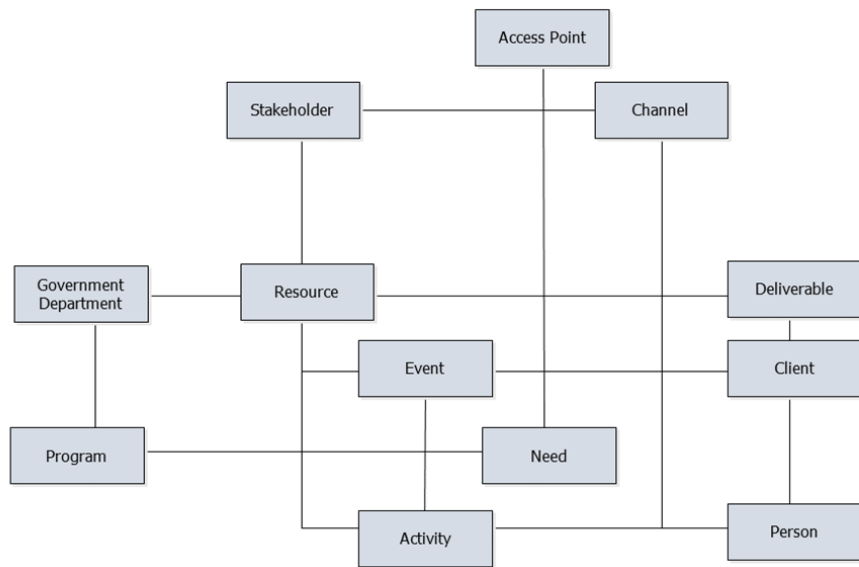 Access Point
Stakeholder
Channel
Government
Department
Resource
Deliverable
Event
Client
Program
Need
Activity
Person